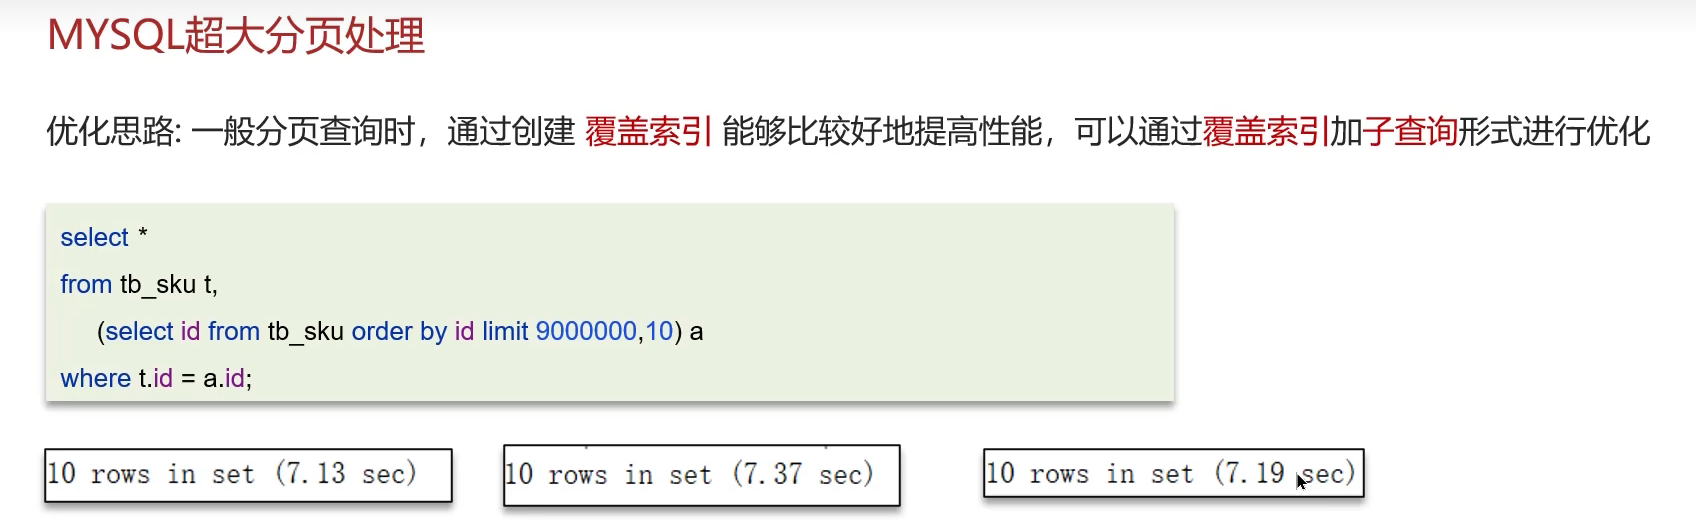 MYSQL超大分页处理
优化思路: 一般分页查询时，通过创建 覆盖索引 能够比较好地提高性能，可以通过覆盖索引加子查询形式进行优化
select *
from tb_sku t,
(select id from tb_sku order by id limit 9000000,10) a
where t.id = a.id;
10 rows in set (7.13 sec)
10 rows in set (7.37 sec)
10 rows in set (7.19 sec)